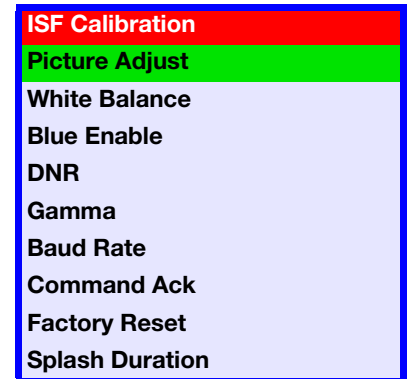 ISF Calibration
Picture Adjust
White Balance
Blue Enable
DNR
Gamma
Baud Rate
Command Ack
Factory Reset
Splash Duration